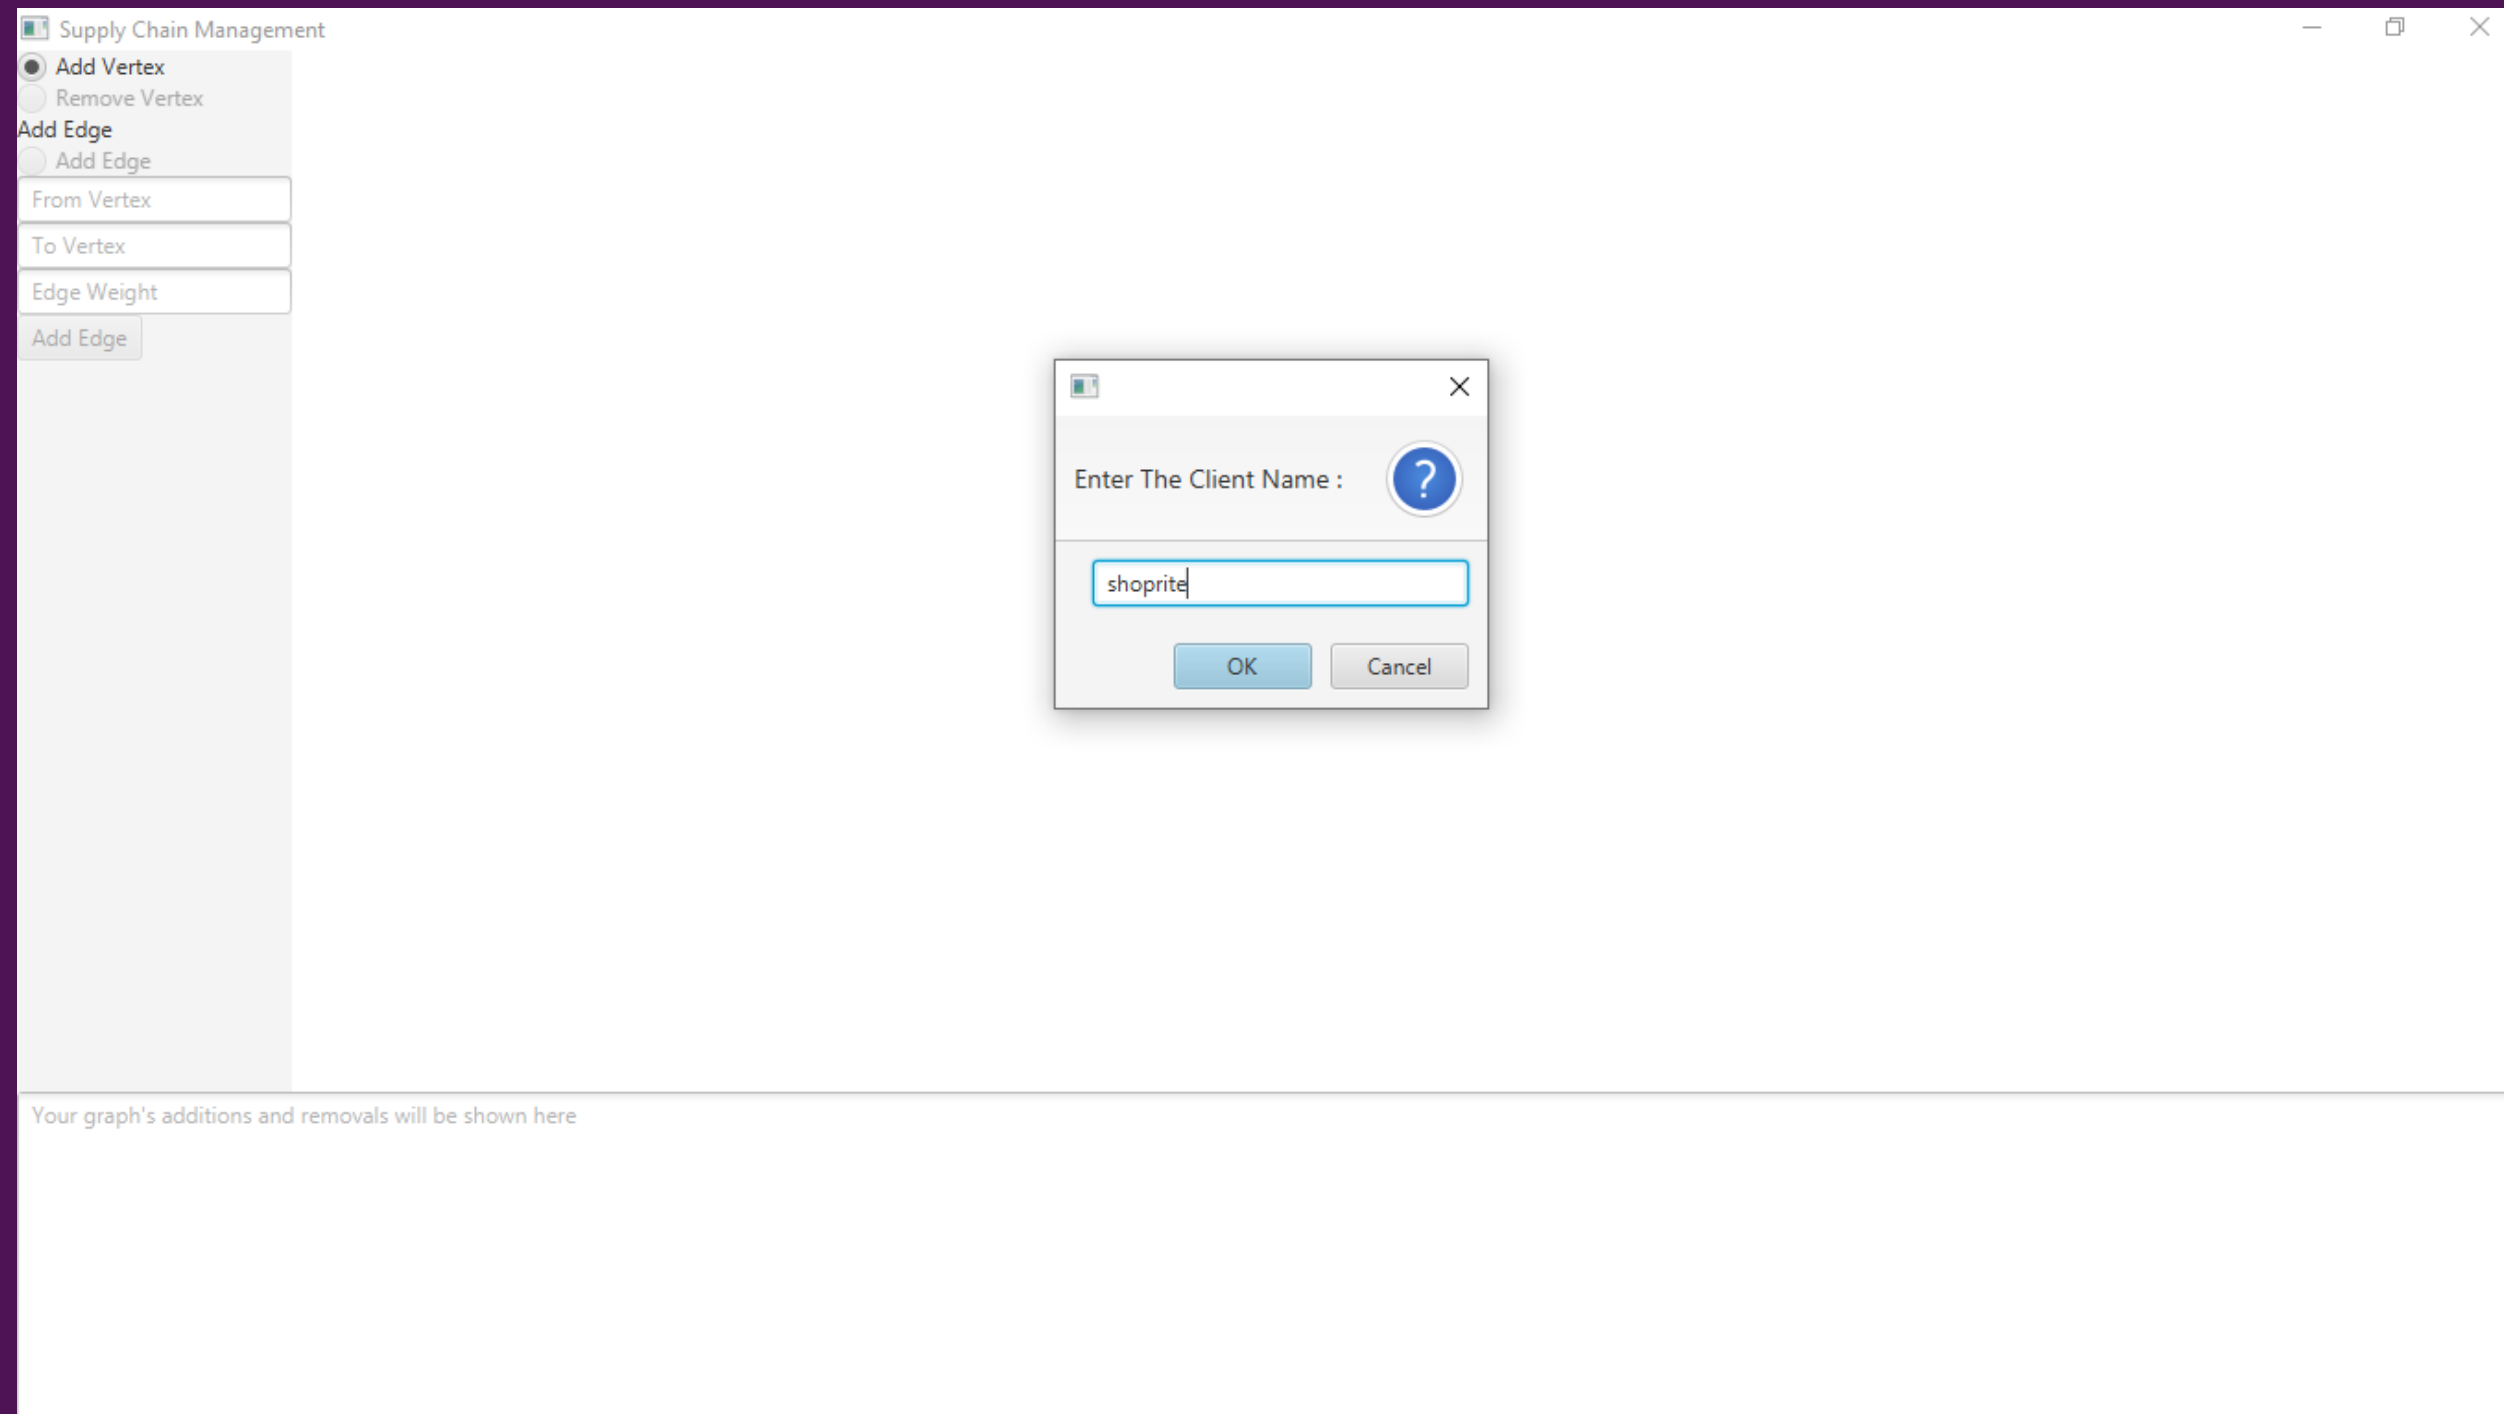 Supply Chain Management
Add Vertex
Remove Vertex
Add Edge
Add Edge
From Vertex
To Vertex
Edge Weight
Add Edge
Enter The Client Name :
?
shoprite
OK
Cancel
Your graph's additions and removals will be shown here